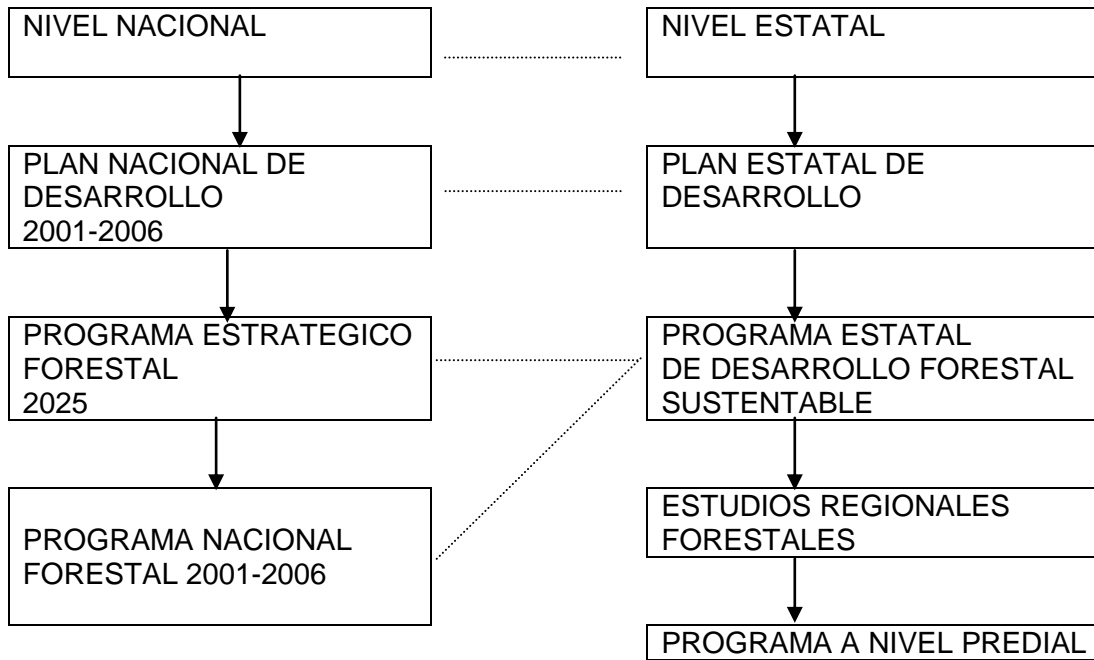 NIVEL NACIONAL
NIVEL ESTATAL
PLAN NACIONAL DE
DESARROLLO
2001-2006
PLAN ESTATAL DE
DESARROLLO
PROGRAMA ESTRATEGICO
FORESTAL
2025
PROGRAMA ESTATAL
DE DESARROLLO FORESTAL
SUSTENTABLE
PROGRAMA NACIONAL
FORESTAL 2001-2006
ESTUDIOS REGIONALES
FORESTALES
PROGRAMA A NIVEL PREDIAL